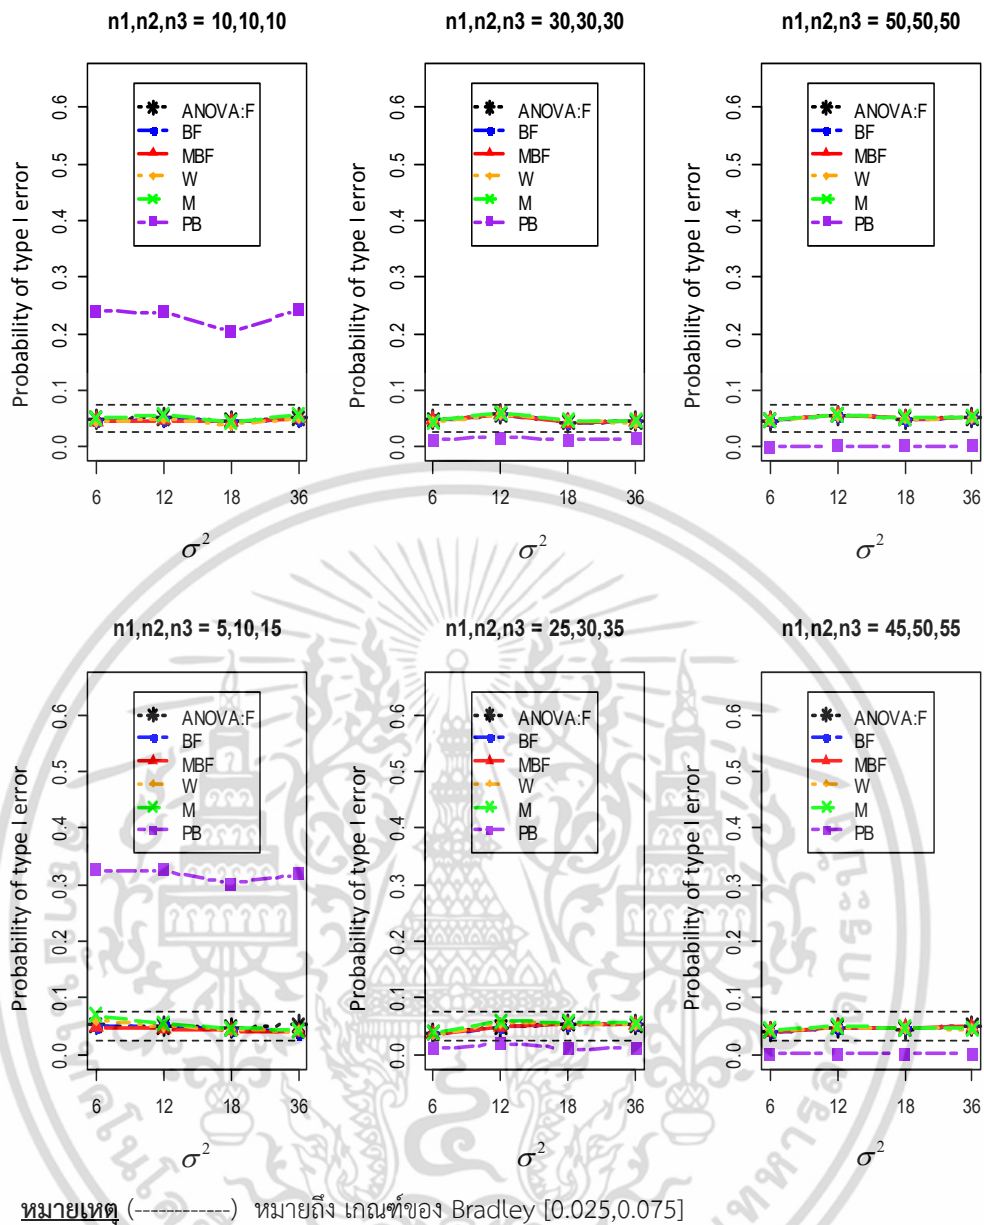 n1,n2,n3 = 10,10,10
Probability of type I error
0.0 0.1 0.2 0.3 0.4 0.5 0.6
ANOVA:F
BF
MBF
W
M
PB
6 12 18 36
σ²
n1,n2,n3 = 30,30,30
Probability of type I error
0.0 0.1 0.2 0.3 0.4 0.5 0.6
ANOVA:F
BF
MBF
W
M
PB
6 12 18 36
σ²
n1,n2,n3 = 50,50,50
Probability of type I error
0.0 0.1 0.2 0.3 0.4 0.5 0.6
ANOVA:F
BF
MBF
W
M
PB
6 12 18 36
σ²
n1,n2,n3 = 5,10,15
Probability of type I error
0.0 0.1 0.2 0.3 0.4 0.5 0.6
ANOVA:F
BF
MBF
W
M
PB
6 12 18 36
σ²
n1,n2,n3 = 25,30,35
Probability of type I error
0.0 0.1 0.2 0.3 0.4 0.5 0.6
ANOVA:F
BF
MBF
W
M
PB
6 12 18 36
σ²
n1,n2,n3 = 45,50,55
Probability of type I error
0.0 0.1 0.2 0.3 0.4 0.5 0.6
ANOVA:F
BF
MBF
W
M
PB
6 12 18 36
σ²
หมายเหตุ (------------) หมายถึง เกณฑ์ของ Bradley [0.025,0.075]